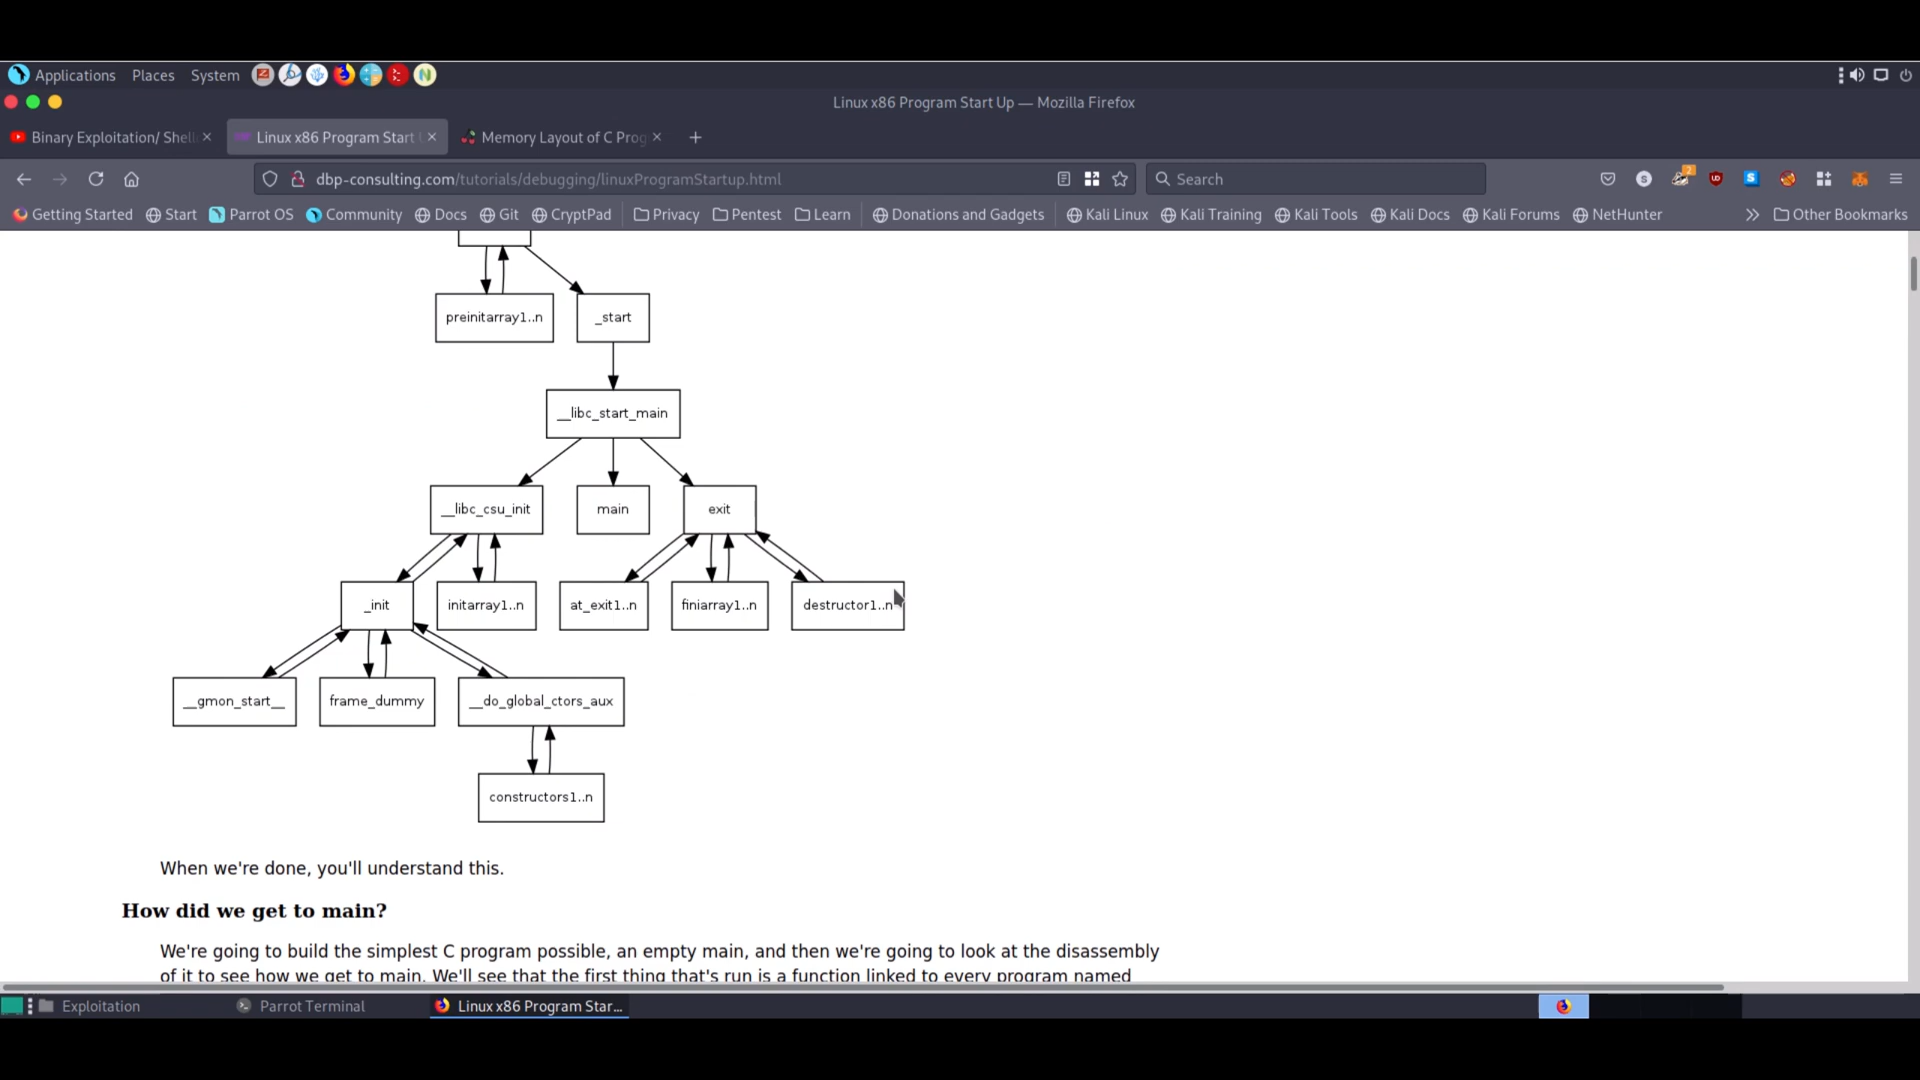 Applications Places System
Linux x86 Program Start Up — Mozilla Firefox
Binary Exploitation/ Shell
Linux x86 Program Start
Memory Layout of C Prog
dbp-consulting.com/tutorials/debugging/linuxProgramStartup.html
Search
Getting Started Start Parrot OS Community Docs Git CryptPad Privacy Pentest Learn Donations and Gadgets Kali Linux Kali Training Kali Tools Kali Docs Kali Forums NetHunter Other Bookmarks
preinitarray1..n _start
__libc_start_main
__libc_csu_init main exit
_init initarray1..n at_exit1..n finiarray1..n destructor1..n
__gmon_start__ frame_dummy __do_global_ctors_aux
constructors1..n
When we're done, you'll understand this.
How did we get to main?
We're going to build the simplest C program possible, an empty main, and then we're going to look at the disassembly
of it to see how we get to main. We'll see that the first thing that's run is a function linked to every program named
Exploitation Parrot Terminal Linux x86 Program Star...